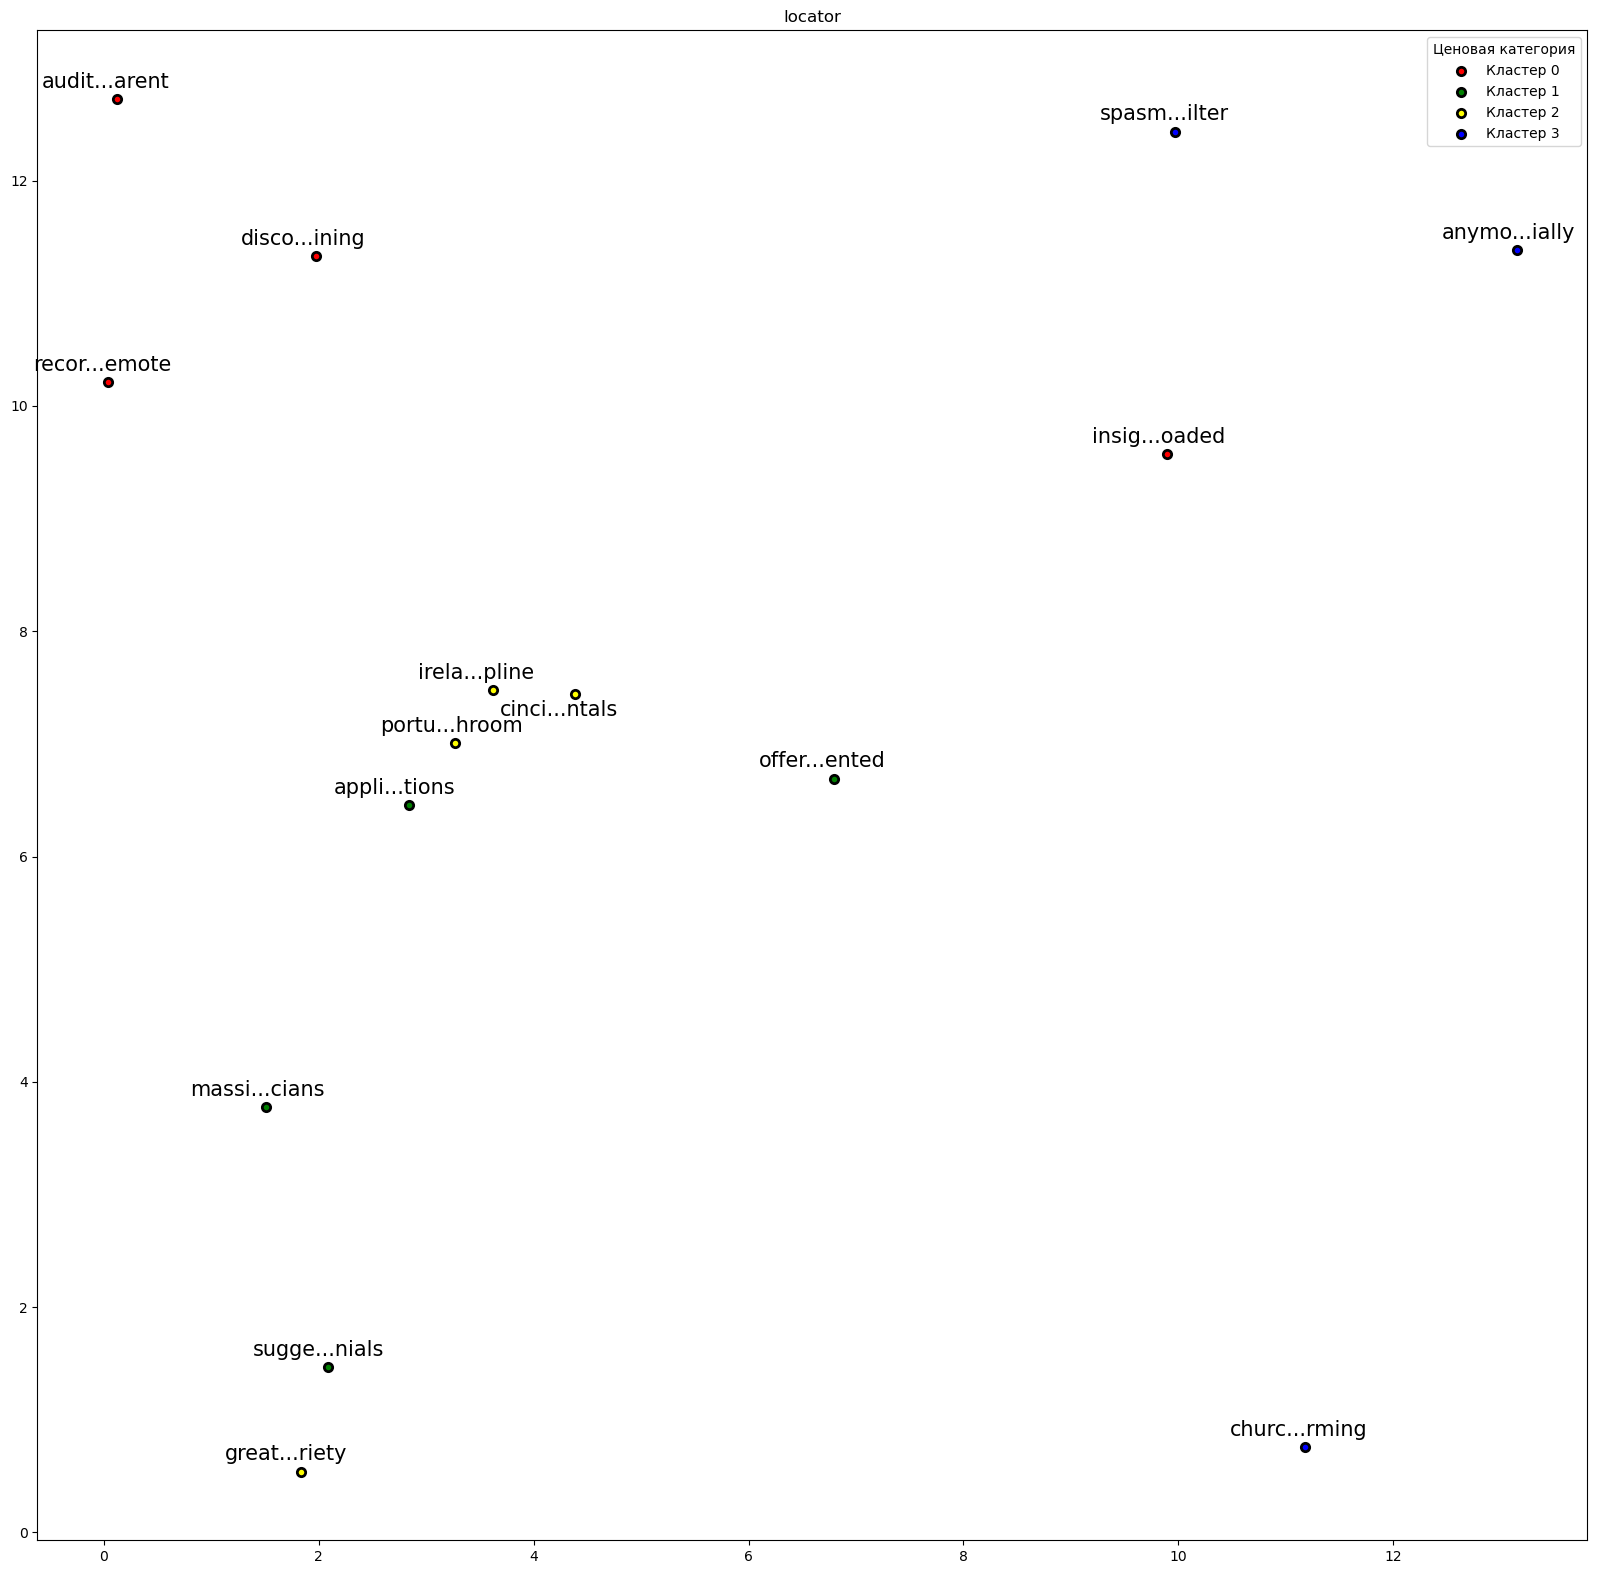 locator
Ценовая категория
Кластер 0
Кластер 1
Кластер 2
Кластер 3
audit...arent
spasm...ilter
disco...ining
anymo...ially
recor...emote
insig...oaded
irela...pline
cinci...ntals
portu...hroom
offer...ented
appli...tions
massi...cians
sugge...nials
churc...rming
great...riety
12
10
8
6
4
2
0
0 2 4 6 8 10 12